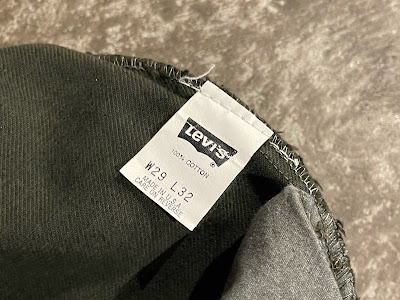 Levi's
®
100% COTTON
W29 L32
MADE IN U.S.A.
CARE ON REVERSE